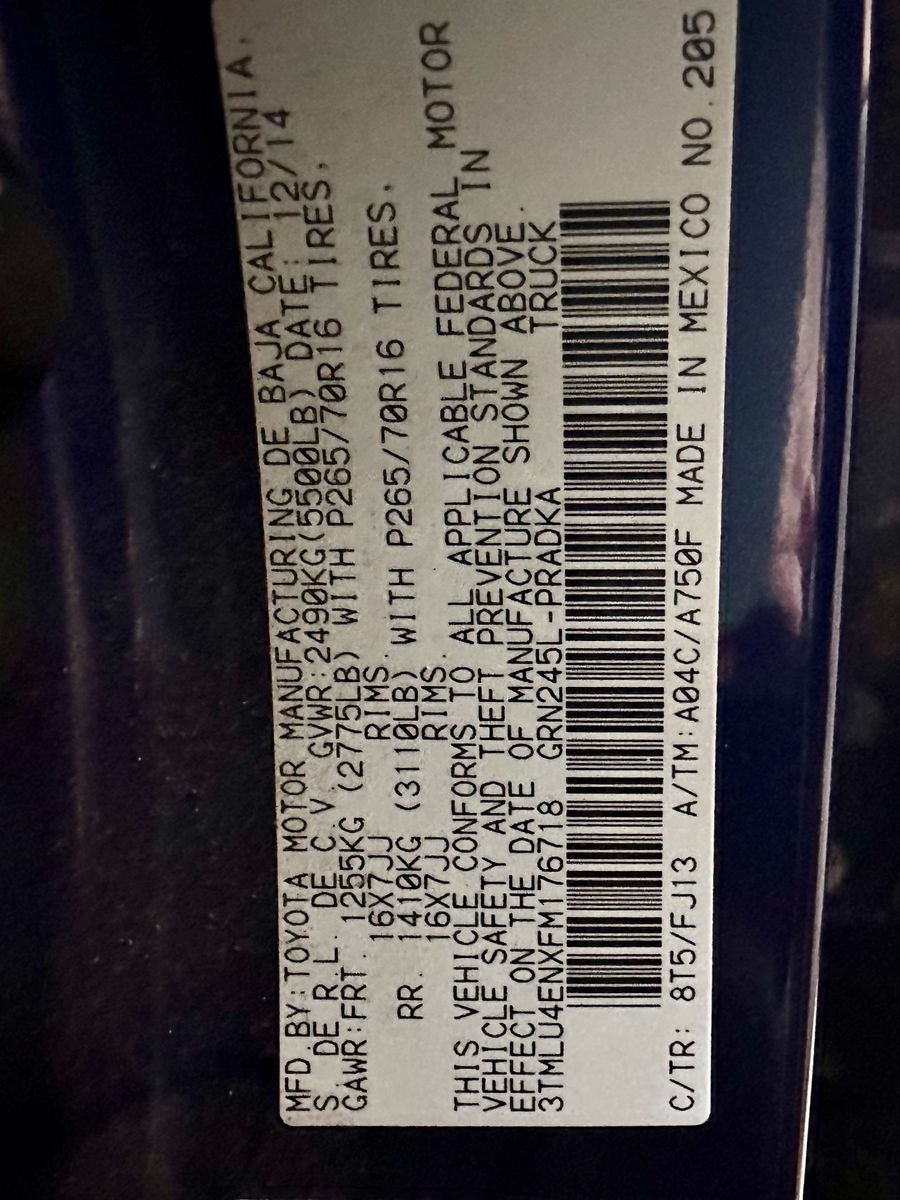 MFD.BY:TOYOTA MOTOR MANUFACTURING DE BAJA CALIFORNIA,
S. DE R.L. DE C.V. GVWR:2490KG(5500LB) DATE: 12/14
GAWR:FRT. 1255KG (2775LB) WITH P265/70R16 TIRES,
16X7JJ RIMS.
RR. 1410KG (3110LB) WITH P265/70R16 TIRES,
16X7JJ RIMS.
THIS VEHICLE CONFORMS TO ALL APPLICABLE FEDERAL MOTOR
VEHICLE SAFETY AND THEFT PREVENTION STANDARDS IN
EFFECT ON THE DATE OF MANUFACTURE SHOWN ABOVE.
3TMLU4ENXFM176718 GRN245L-PRADKA TRUCK
C/TR: 8T5/FJ13 A/TM:A04C/A750F MADE IN MEXICO NO.205